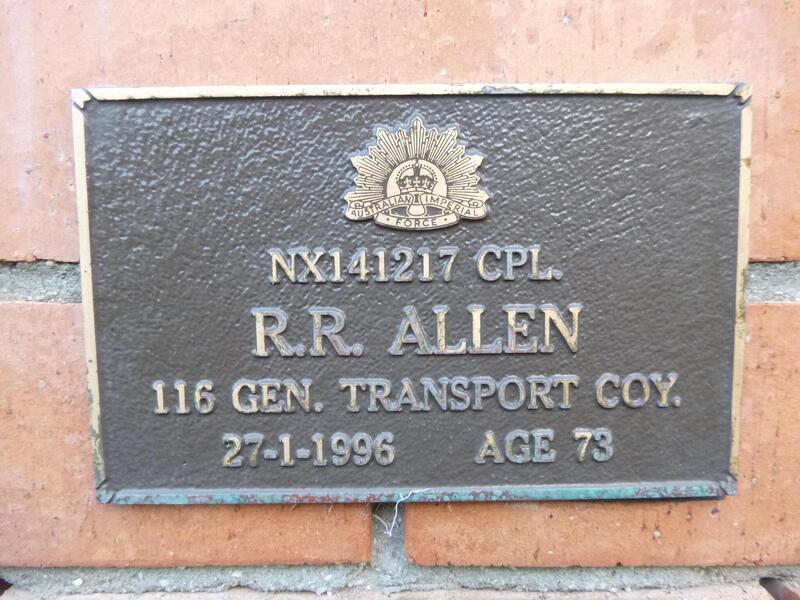 AUSTRALIAN IMPERIAL
FORCE
NX141217 CPL.
R.R. ALLEN
116 GEN. TRANSPORT COY.
27-1-1996 AGE 73